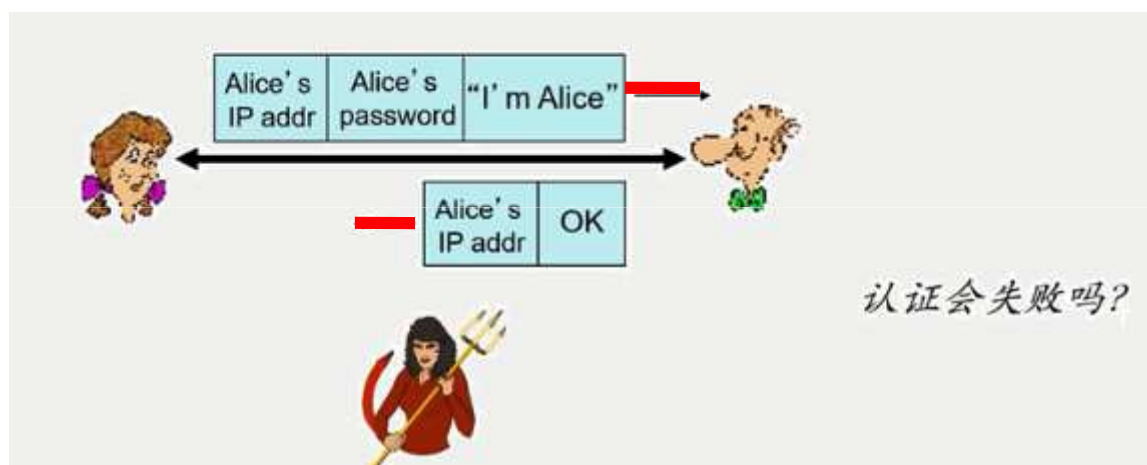 Alice's
IP addr
Alice's
password
“I'm Alice”
Alice's
IP addr
OK
认证会失败吗?